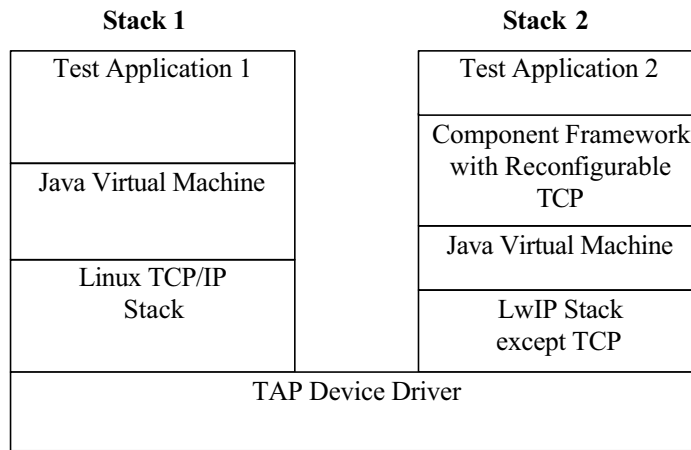 Stack 1
Test Application 1
Java Virtual Machine
Linux TCP/IP
Stack
Stack 2
Test Application 2
Component Framework
with Reconfigurable
TCP
Java Virtual Machine
LwIP Stack
except TCP
TAP Device Driver